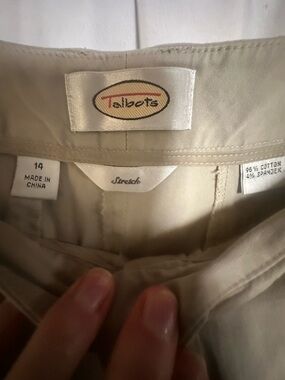 Talbots
14
MADE IN
CHINA
Stretch
96% COTTON
4% SPANDEX